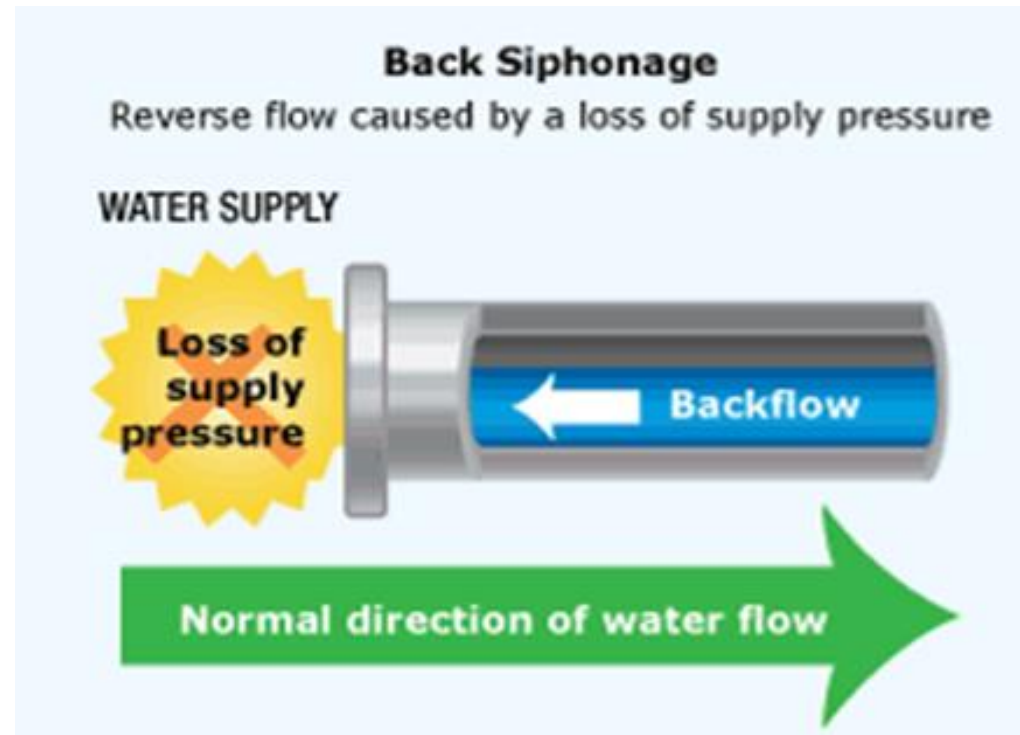 Back Siphonage
Reverse flow caused by a loss of supply pressure
WATER SUPPLY
Loss of
supply
pressure
Backflow
Normal direction of water flow